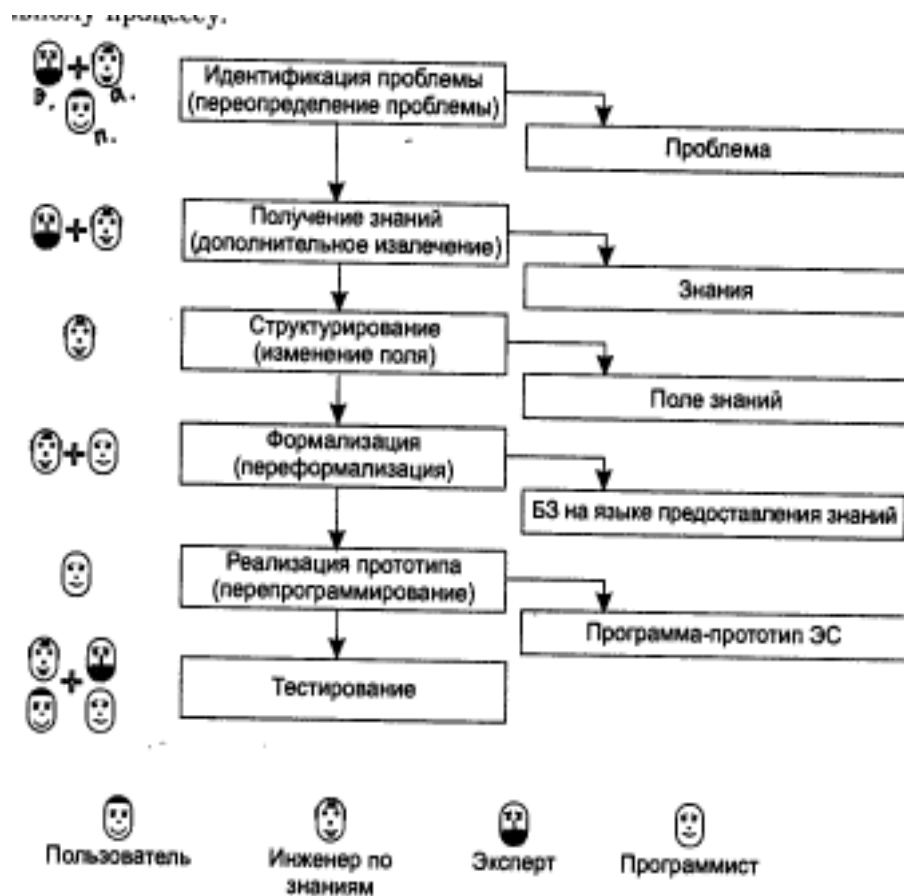 процессу.
Идентификация проблемы
(переопределение проблемы)
э. а.
п.
Проблема
Получение знаний
(дополнительное извлечение)
Знания
Структурирование
(изменение поля)
Поле знаний
Формализация
(переформализация)
БЗ на языке предоставления знаний
Реализация прототипа
(перепрограммирование)
Программа-прототип ЭС
Тестирование
Пользователь
Инженер по
знаниям
Эксперт
Программист